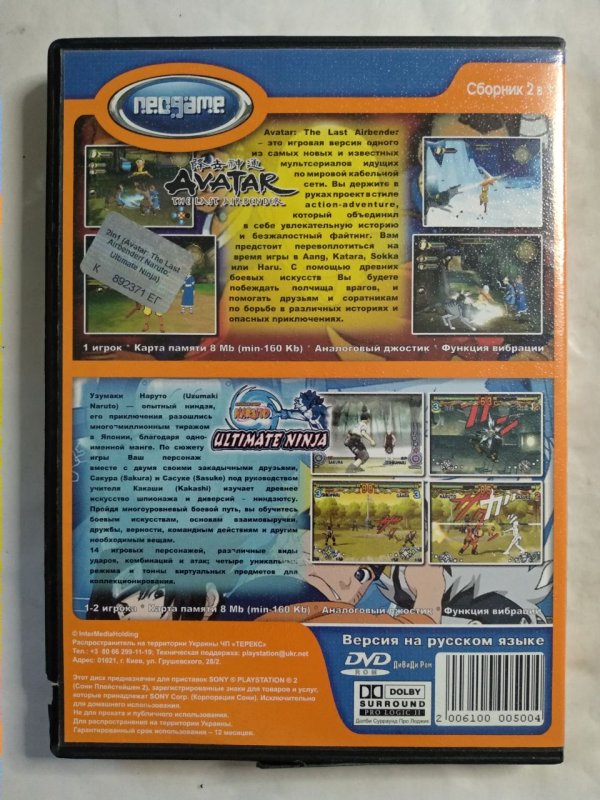 neogame
Сборник 2 в 1
Avatar: The Last Airbender
– это игровая версия одного
из самых новых и известных
мультсериалов идущих
по мировой кабельной
сети. Вы держите в
руках проект в стиле
action-adventure,
который объединил
в себе увлекательную историю
и безжалостный файтинг. Вам
предстоит перевоплотиться на
время игры в Aang, Katara, Sokka
или Haru. С помощью древних
боевых искусств Вы будете
побеждать полчища врагов, и
помогать друзьям и соратникам
по борьбе в различных историях и
опасных приключениях.
AVATAR
THE LAST AIRBENDER
2in1 (Avatar: The Last
Airbender/ Naruto:
Ultimate Ninja)
К 892371 ЕГ
1 игрок * Карта памяти 8 Mb (min-160 Kb) * Аналоговый джостик * Функция вибрации
Узумаки Наруто (Uzumaki
Naruto) — опытный ниндзя,
его приключения разошлись
много-миллионным тиражом
в Японии, благодаря одно-
именной манге. По сюжету
игры Ваш персонаж
вместе с двумя своими закадычными друзьями,
Сакура (Sakura) и Сасуке (Sasuke) под руководством
учителя Какаши (Kakashi) изучает древнее
искусство шпионажа и диверсий - ниндзютсу.
Пройдя многоуровневый боевой путь, вы обучитесь
боевым искусствам, основам взаимовыручки,
дружбы, верности, командным действиям и другим
необходимым вещам.
14 игровых персонажей, различные виды
ударов, комбинаций и атак; четыре уникальных
режима и тонны виртуальных предметов для
коллекционирования.
NARUTO
ULTIMATE NINJA
1-2 игрока * Карта памяти 8 Mb (min-160 Kb) * Аналоговый джостик * Функция вибрации
© InterMediaHolding
Распространитель на территории Украины ЧП «ТЕРЕКС»
Тел.: +3 80 66 299-11-19; Техническая поддержка: playstation@ukr.net
Адрес: 01021, г. Киев, ул. Грушевского, 28/2.
Этот диск предназначен для приставок SONY ® PLAYSTATION ® 2
(Сони Плэйстейшен 2), зарегистрированные знаки для товаров и услуг,
которые принадлежат SONY Corp. (Корпорация Сони). Исключительно
для домашнего использования.
Не для проката и публичного использования.
Для распространения на территории Украины.
Гарантированный срок использования – 12 месяцев.
Версия на русском языке
DVD
ROM
ДиВиДи Ром
DOLBY
SURROUND
PRO LOGIC II
Долби Сурраунд Про Лоджик
2 006100 005004